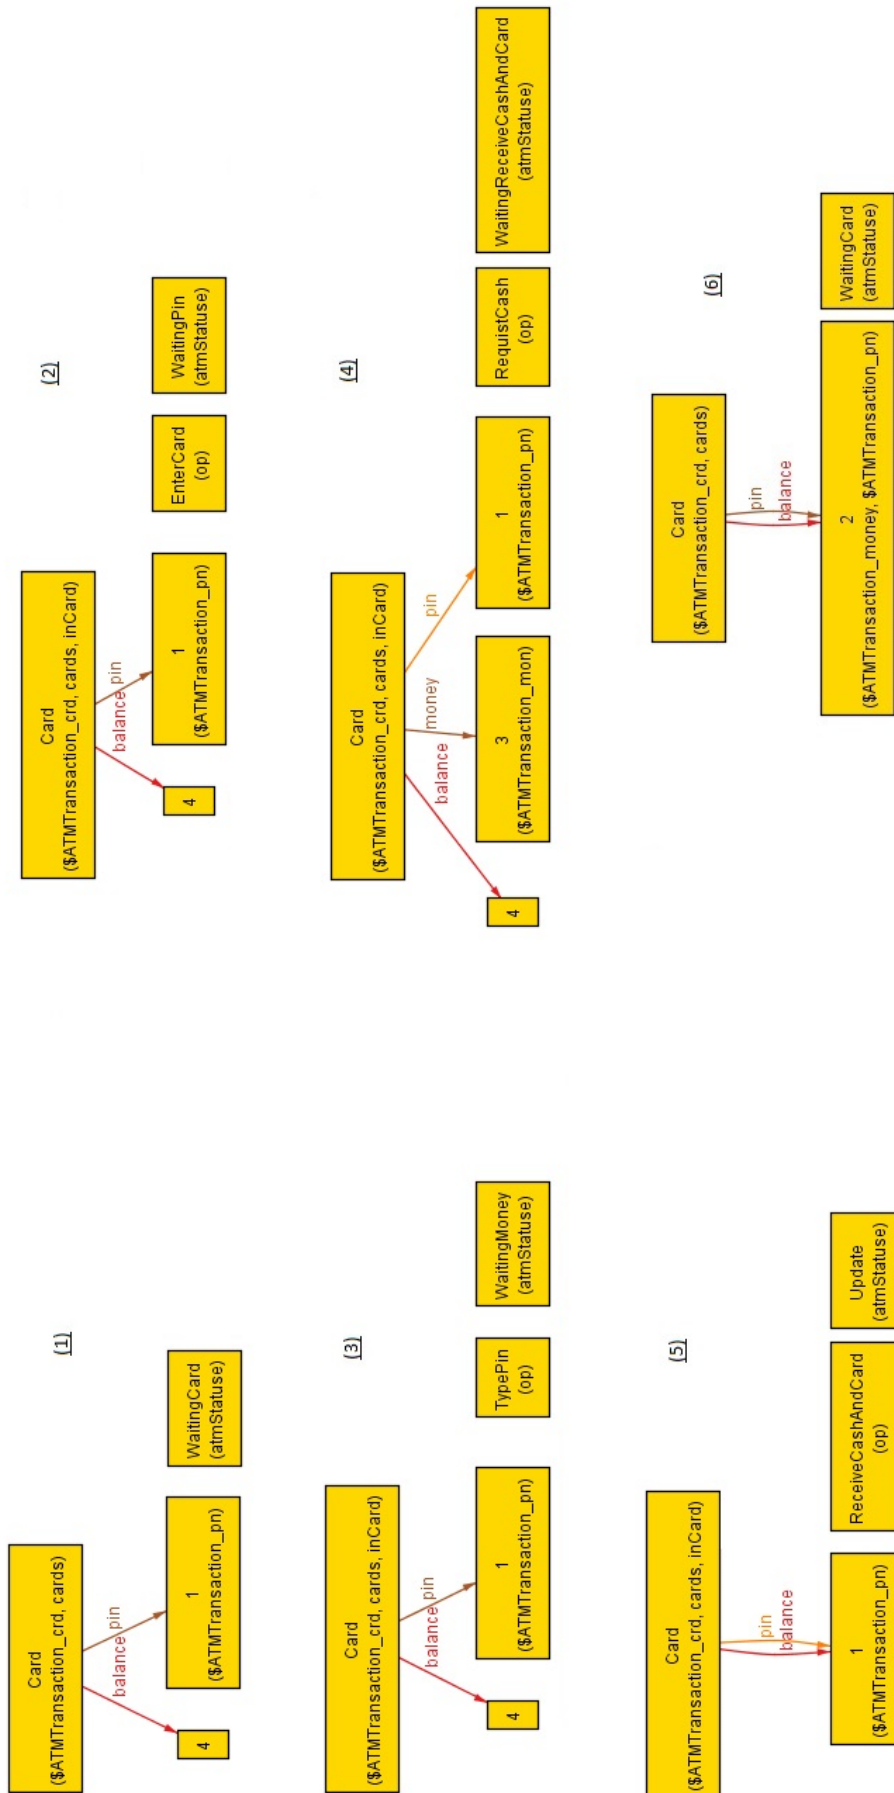 (1)
Card
($ATMTransaction_crd, cards)
balance
pin
4
1
($ATMTransaction_pn)
WaitingCard
(atmStatuse)
(2)
Card
($ATMTransaction_crd, cards, inCard)
balance
pin
4
1
($ATMTransaction_pn)
EnterCard
(op)
WaitingPin
(atmStatuse)
(3)
Card
($ATMTransaction_crd, cards, inCard)
balance
pin
4
1
($ATMTransaction_pn)
TypePin
(op)
WaitingMoney
(atmStatuse)
(4)
Card
($ATMTransaction_crd, cards, inCard)
balance
money
pin
4
3
($ATMTransaction_mon)
1
($ATMTransaction_pn)
RequistCash
(op)
WaitingReceiveCashAndCard
(atmStatuse)
(5)
Card
($ATMTransaction_crd, cards, inCard)
pin
balance
1
($ATMTransaction_pn)
ReceiveCashAndCard
(op)
Update
(atmStatuse)
(6)
Card
($ATMTransaction_crd, cards)
pin
balance
2
($ATMTransaction_money, $ATMTransaction_pn)
WaitingCard
(atmStatuse)